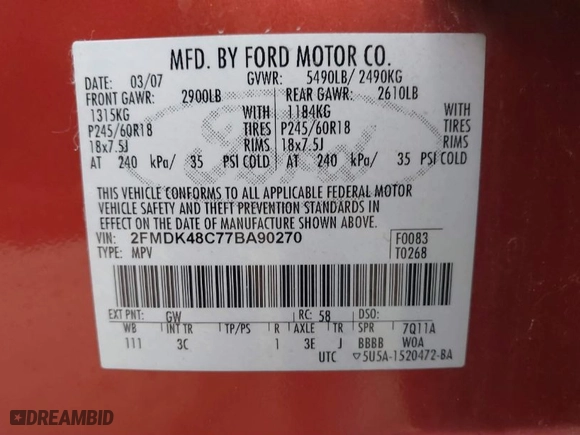 MFD. BY FORD MOTOR CO.
DATE: 03/07 GVWR: 5490LB/ 2490KG
FRONT GAWR: 2900LB REAR GAWR: 2610LB
1315KG WITH 1184KG WITH
P245/60R18 TIRES P245/60R18 TIRES
18x7.5J RIMS 18x7.5J RIMS
AT 240 kPa/ 35 PSI COLD AT 240 kPa/ 35 PSI COLD
Ford
THIS VEHICLE CONFORMS TO ALL APPLICABLE FEDERAL MOTOR
VEHICLE SAFETY AND THEFT PREVENTION STANDARDS IN
EFFECT ON THE DATE OF MANUFACTURE SHOWN ABOVE.
VIN: 2FMDK48C77BA90270 F0083
TYPE: MPV T0268
EXT PNT: GW RC: 58 DSO:
WB INT TR TP/PS R AXLE TR SPR 7Q11A
111 3C 1 3E J BBBB WOA
UTC ▽5U5A-1520472-BA
DREAMBID